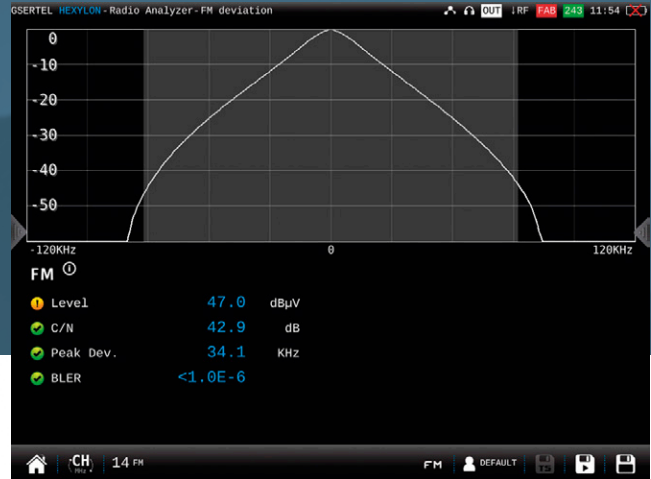 GSERTEL HEXYLON-Radio Analyzer-FM deviation OUT ↓RF FAB 243 11:54
0
-10
-20
-30
-40
-50
-120KHz 0 120KHz
FM
Level 47.0 dBµV
C/N 42.9 dB
Peak Dev. 34.1 KHz
BLER <1.0E-6
CH MHz 14 FM FM DEFAULT TS